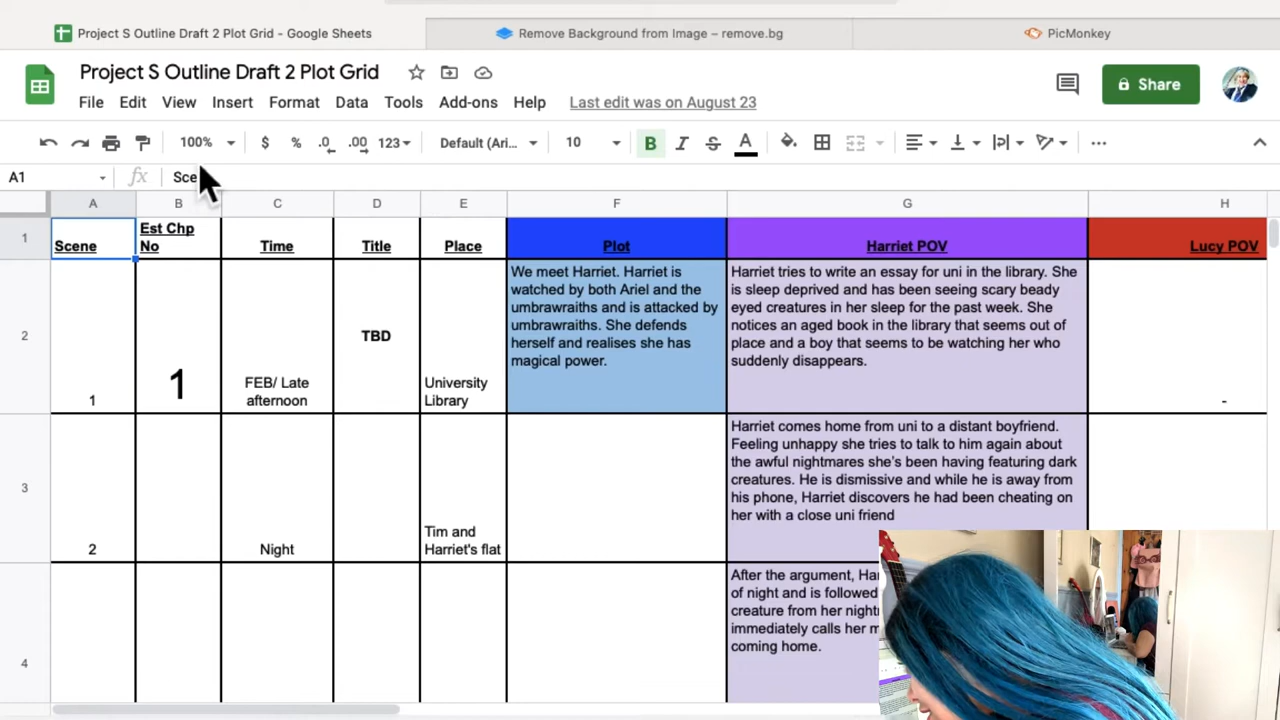 Project S Outline Draft 2 Plot Grid - Google Sheets
Remove Background from Image – remove.bg
PicMonkey
Project S Outline Draft 2 Plot Grid
File Edit View Insert Format Data Tools Add-ons Help Last edit was on August 23
Share
100% $ % .0 .00 123 Default (Ari... 10 B I S A
A1 fx Sce
A B C D E F G H
1 Scene Est Chp No Time Title Place Plot Harriet POV Lucy POV
2
1
1
FEB/ Late
afternoon
TBD
University
Library
We meet Harriet. Harriet is
watched by both Ariel and the
umbrawraiths and is attacked by
umbrawraiths. She defends
herself and realises she has
magical power.
Harriet tries to write an essay for uni in the library. She
is sleep deprived and has been seeing scary beady
eyed creatures in her sleep for the past week. She
notices an aged book in the library that seems out of
place and a boy that seems to be watching her who
suddenly disappears.
-
3
2
Night
Tim and
Harriet's flat
Harriet comes home from uni to a distant boyfriend.
Feeling unhappy she tries to talk to him again about
the awful nightmares she's been having featuring dark
creatures. He is dismissive and while he is away from
his phone, Harriet discovers he had been cheating on
her with a close uni friend
4
After the argument, Ha
of night and is followed
creature from her night
immediately calls her m
coming home.